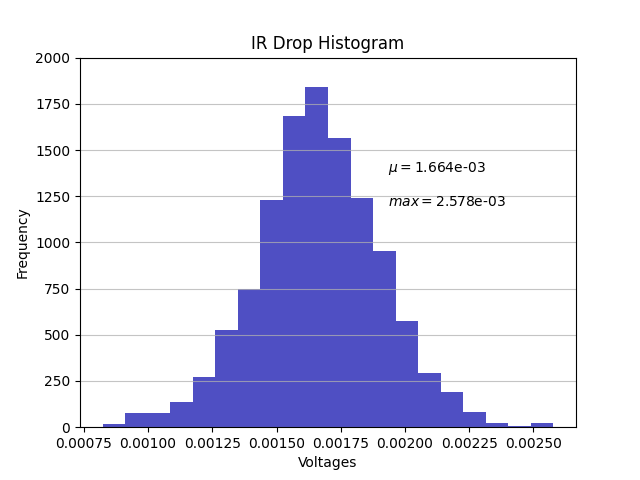 IR Drop Histogram
2000
1750
1500
1250
1000
750
500
250
0
Frequency
μ = 1.664e-03
max = 2.578e-03
0.00075 0.00100 0.00125 0.00150 0.00175 0.00200 0.00225 0.00250
Voltages